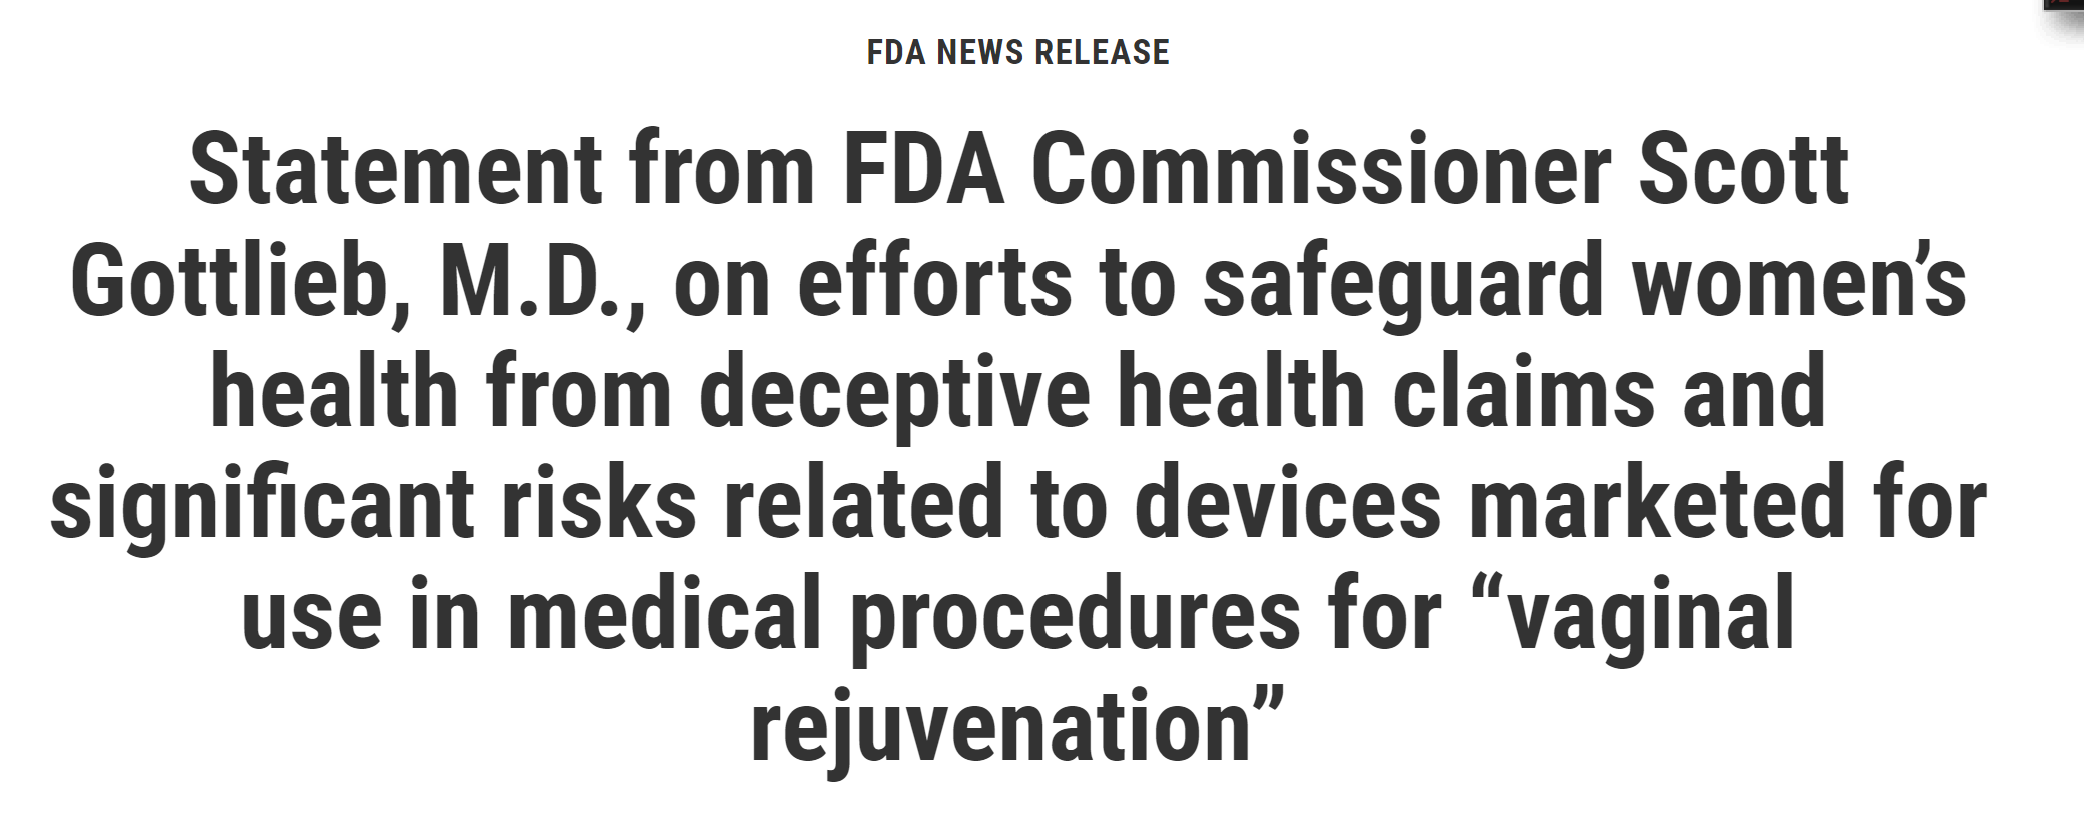 FDA NEWS RELEASE
Statement from FDA Commissioner Scott
Gottlieb, M.D., on efforts to safeguard women’s
health from deceptive health claims and
significant risks related to devices marketed for
use in medical procedures for “vaginal
rejuvenation”